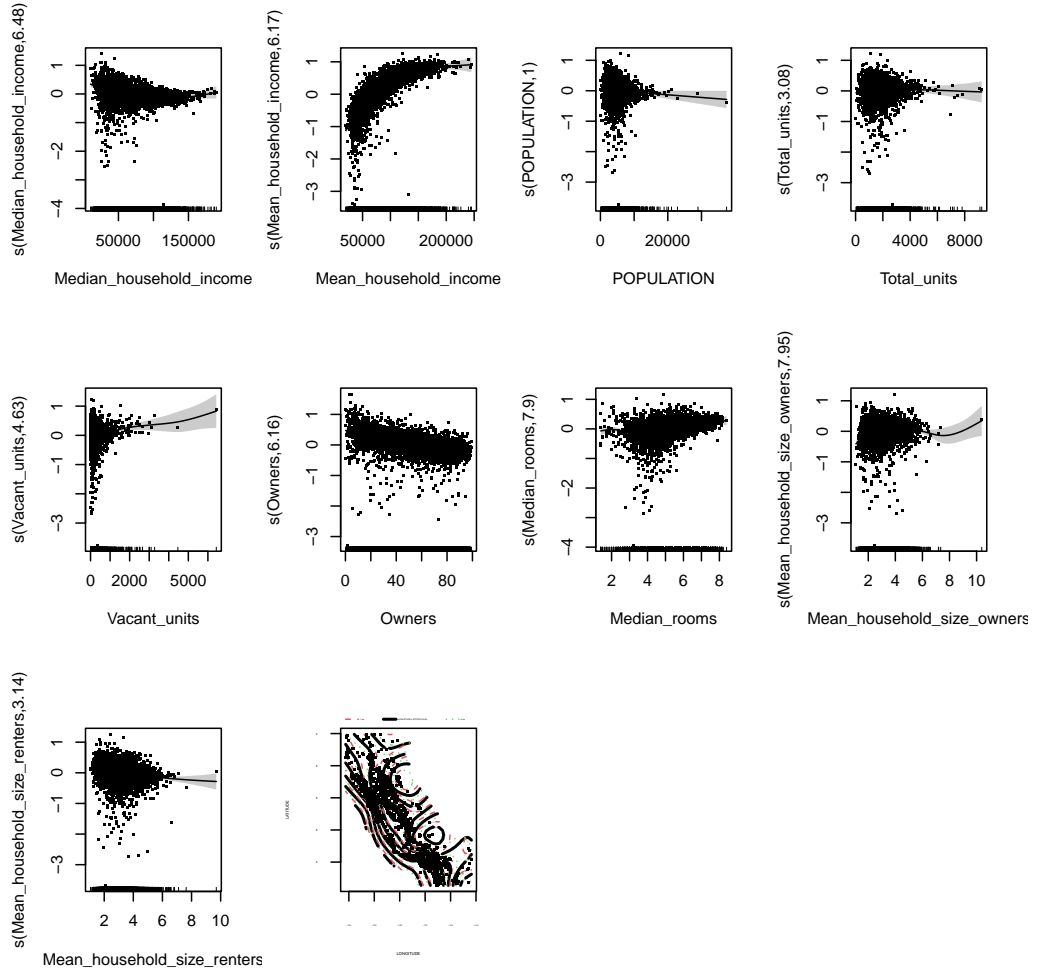 s(Median_household_income,6.48)
1
0
−2
−4
50000 150000
Median_household_income
s(Mean_household_income,6.17)
1
0
−1
−2
−3
50000 200000
Mean_household_income
s(POPULATION,1)
1
0
−1
−3
0 20000
POPULATION
s(Total_units,3.08)
1
0
−1
−3
0 4000 8000
Total_units
s(Vacant_units,4.63)
1
0
−1
−3
0 2000 5000
Vacant_units
s(Owners,6.16)
1
0
−1
−3
0 40 80
Owners
s(Median_rooms,7.9)
1
0
−2
−4
2 4 6 8
Median_rooms
s(Mean_household_size_owners,7.95)
1
0
−1
−3
2 4 6 8 10
Mean_household_size_owners
s(Mean_household_size_renters,3.14)
1
0
−1
−3
2 4 6 8 10
Mean_household_size_renters
LATITUDE
LONGITUDE